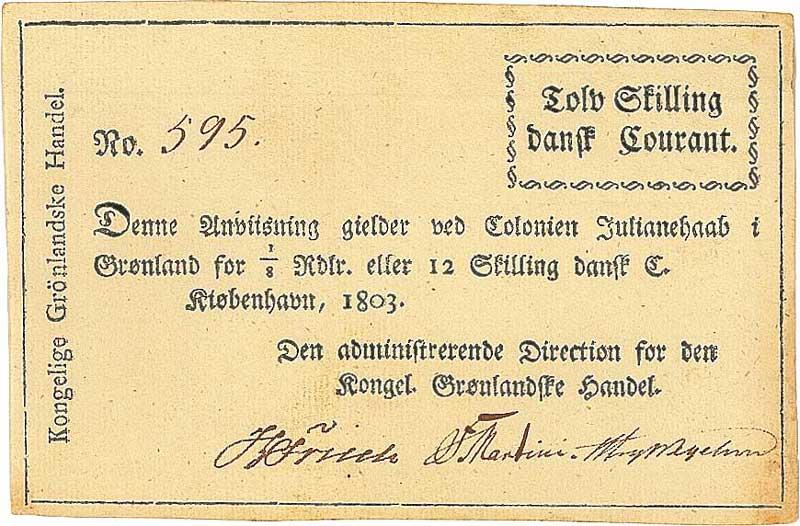 Kongelige Grönlandske Handel.
No. 595.
Tolv Skilling
dansk Courant.
Denne Anviisning gielder ved Colonien Julianehaab i
Grønland for 1/8 Rdlr. eller 12 Skilling dansk C.
Kiøbenhavn, 1803.
Den administrerende Direction for den
Kongel. Grønlandske Handel.
Martini